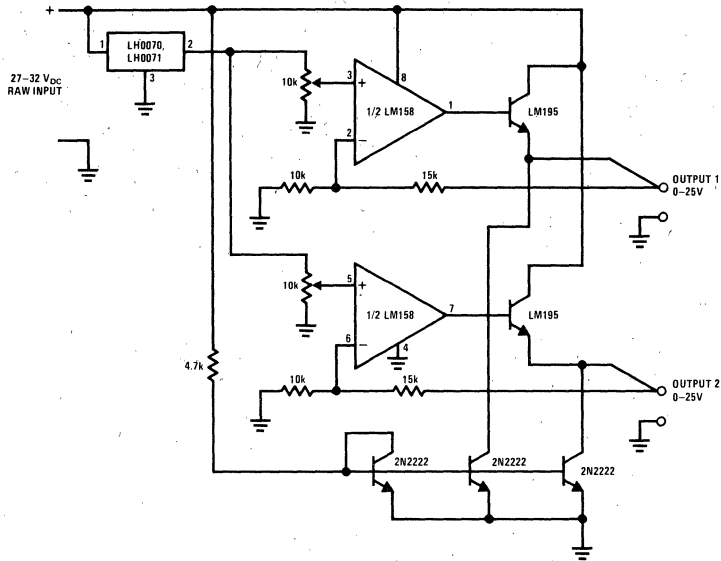 +
1
LH0070,
LH0071
2
3
27–32 VDC
RAW INPUT
10k
3
+
8
1/2 LM158
1
2
−
LM195
10k
15k
OUTPUT 1
0–25V
10k
5
+
1/2 LM158
7
6
−
4
LM195
4.7k
10k
15k
OUTPUT 2
0–25V
2N2222
2N2222
2N2222